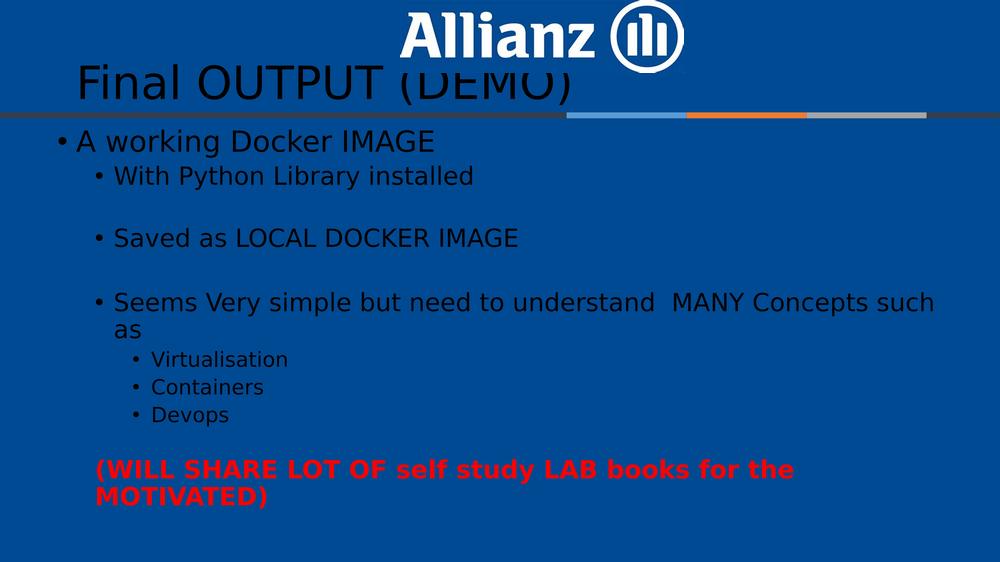 Allianz
Final OUTPUT (DEMO)
• A working Docker IMAGE
• With Python Library installed
• Saved as LOCAL DOCKER IMAGE
• Seems Very simple but need to understand  MANY Concepts such
as
• Virtualisation
• Containers
• Devops
(WILL SHARE LOT OF self study LAB books for the
MOTIVATED)